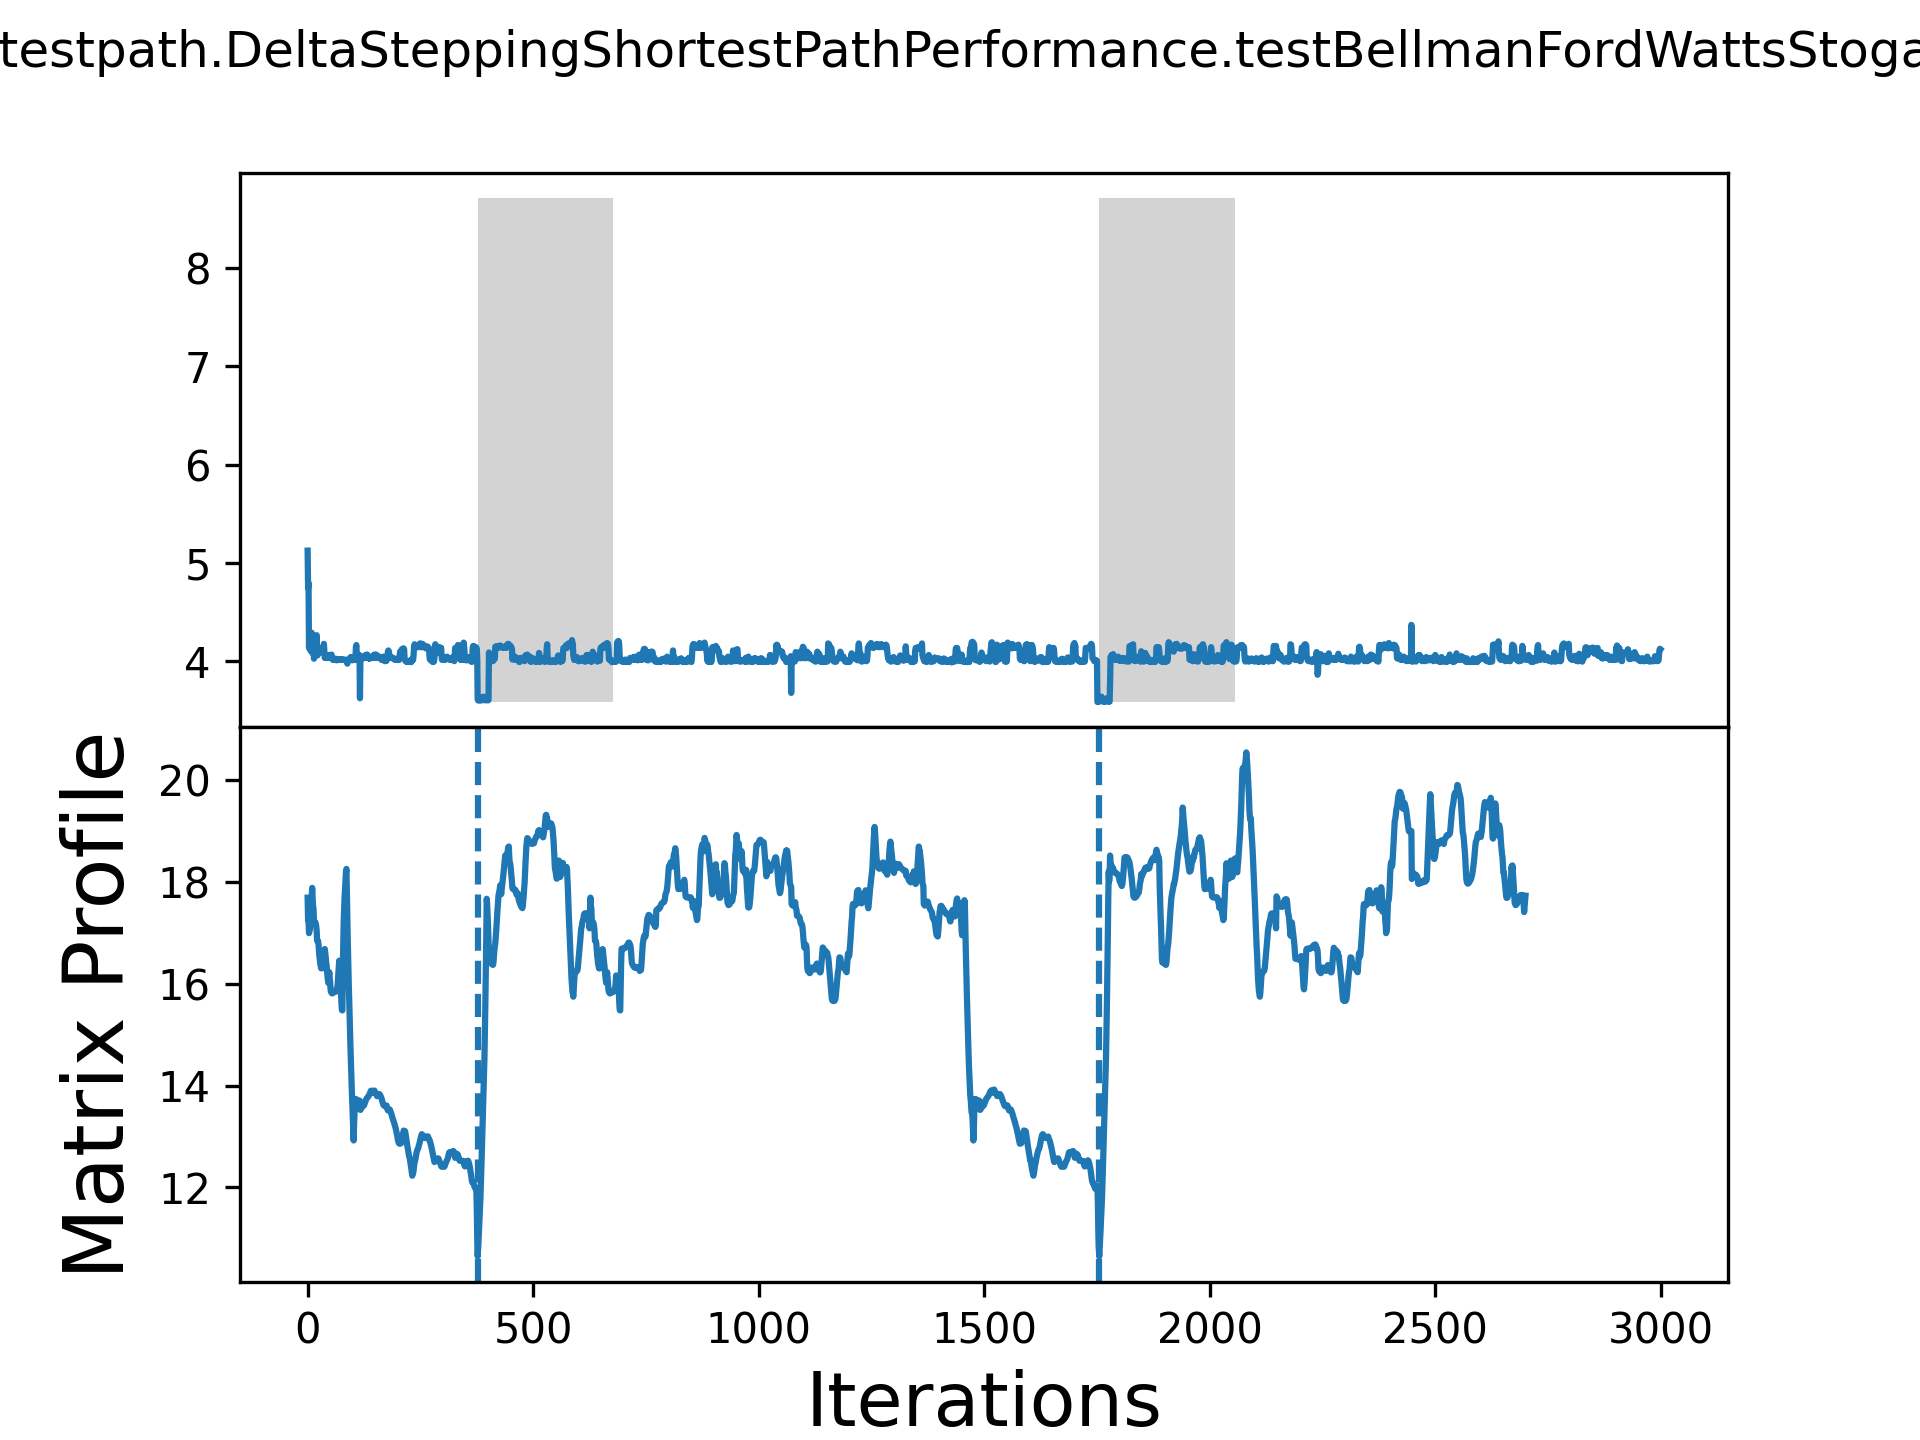 testpath.DeltaSteppingShortestPathPerformance.testBellmanFordWattsStoga
8
7
6
5
4
Matrix Profile
20
18
16
14
12
0 500 1000 1500 2000 2500 3000
Iterations